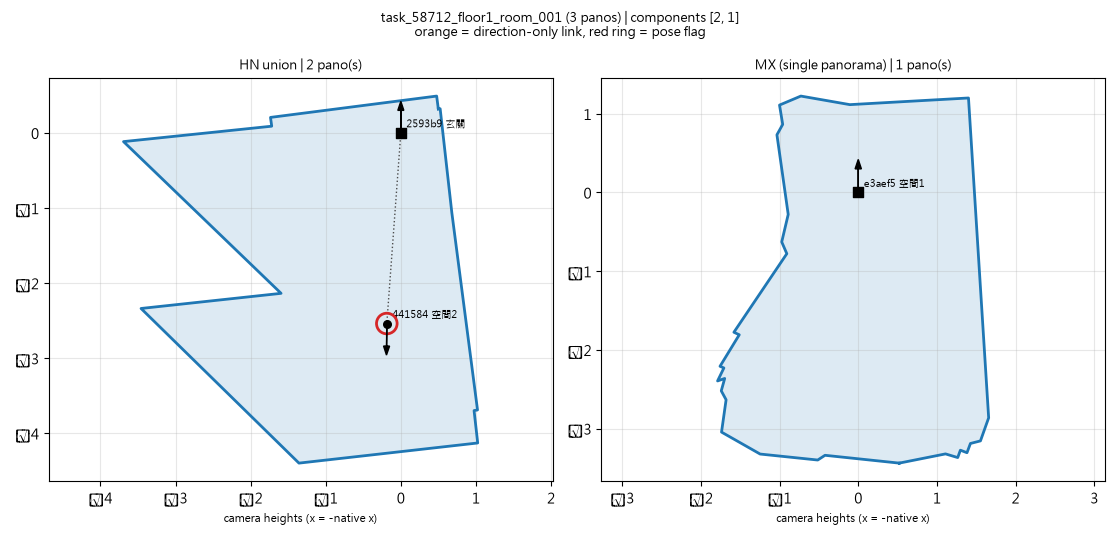 task_58712_floor1_room_001 (3 panos) | components [2, 1]
orange = direction-only link, red ring = pose flag
HN union | 2 pano(s)
MX (single panorama) | 1 pano(s)
2593b9 玄關
441584 空間2
e3aef5 空間1
0
1
2
3
4
4
3
2
1
0
1
2
camera heights (x = -native x)
1
0
1
2
3
3
2
1
0
1
2
3
camera heights (x = -native x)